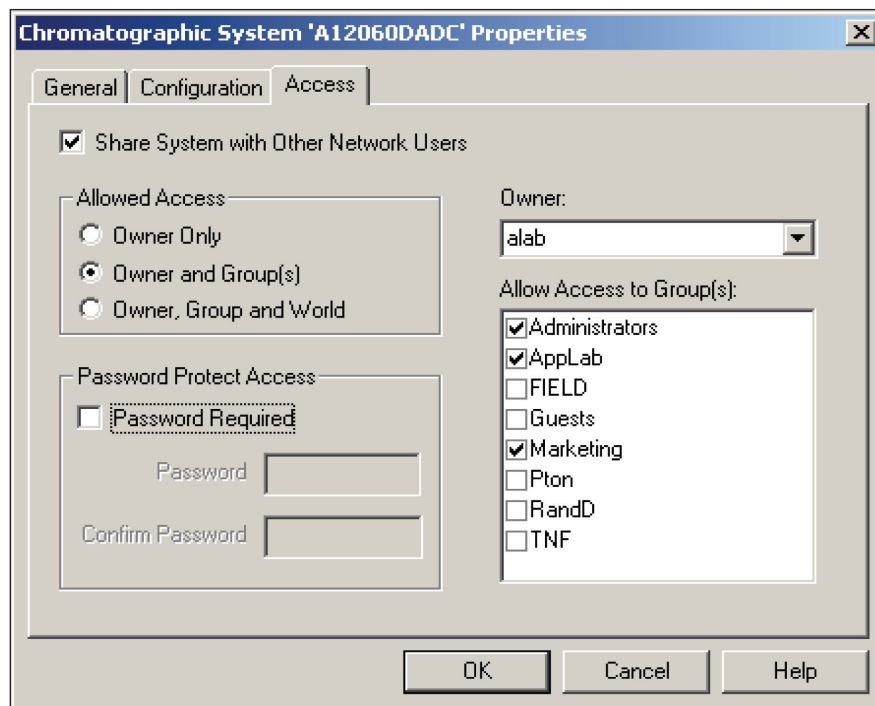 Chromatographic System 'A12060DADC' Properties
General Configuration Access
Share System with Other Network Users
Allowed Access
Owner Only
Owner and Group(s)
Owner, Group and World
Password Protect Access
Password Required
Password
Confirm Password
Owner:
alab
Allow Access to Group(s):
Administrators
AppLab
FIELD
Guests
Marketing
Pton
RandD
TNF
OK Cancel Help